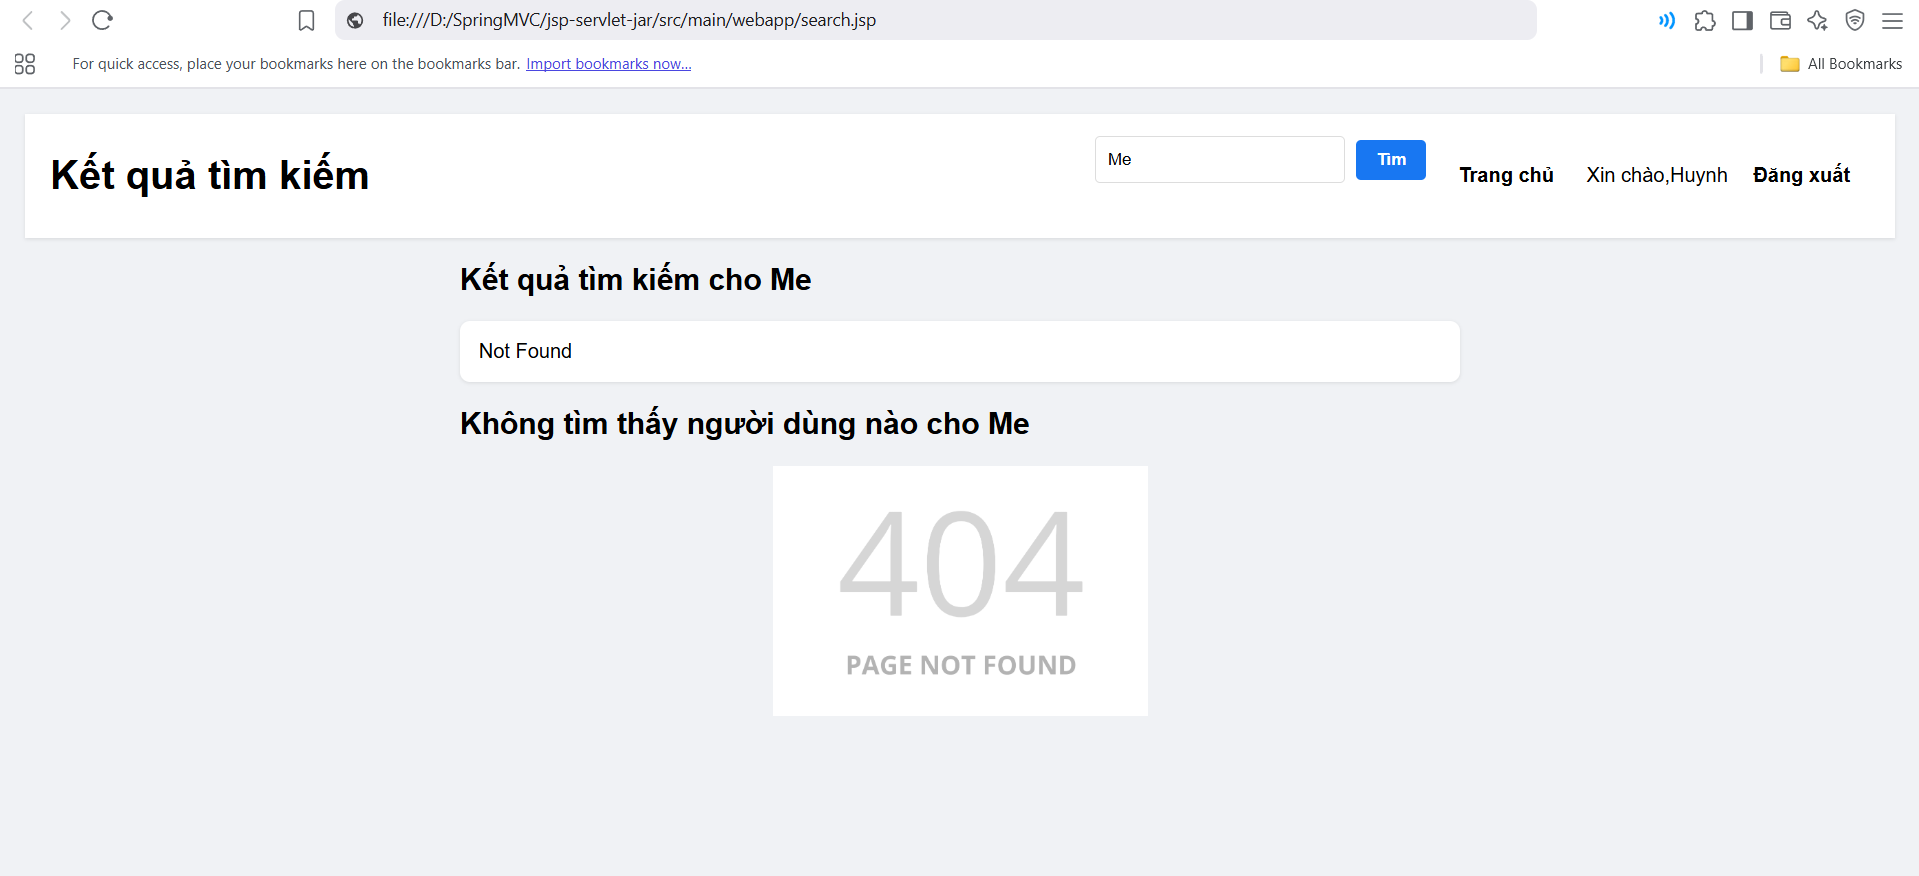 file:///D:/SpringMVC/jsp-servlet-jar/src/main/webapp/search.jsp
For quick access, place your bookmarks here on the bookmarks bar. Import bookmarks now...
All Bookmarks
Kết quả tìm kiếm
Me
Tìm
Trang chủ
Xin chào,Huynh
Đăng xuất
Kết quả tìm kiếm cho Me
Not Found
Không tìm thấy người dùng nào cho Me
404
PAGE NOT FOUND